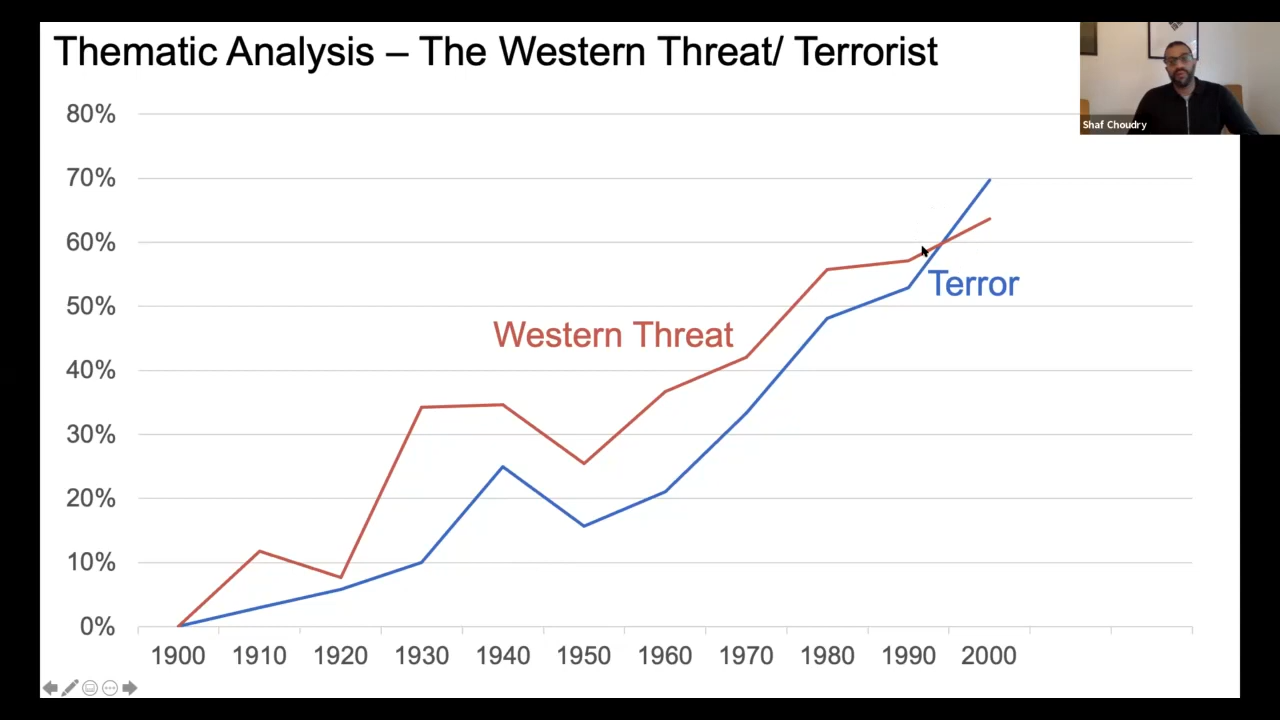 Thematic Analysis – The Western Threat/ Terrorist
Shaf Choudry
80%
70%
60%
50%
40%
30%
20%
10%
0%
Terror
Western Threat
1900 1910 1920 1930 1940 1950 1960 1970 1980 1990 2000